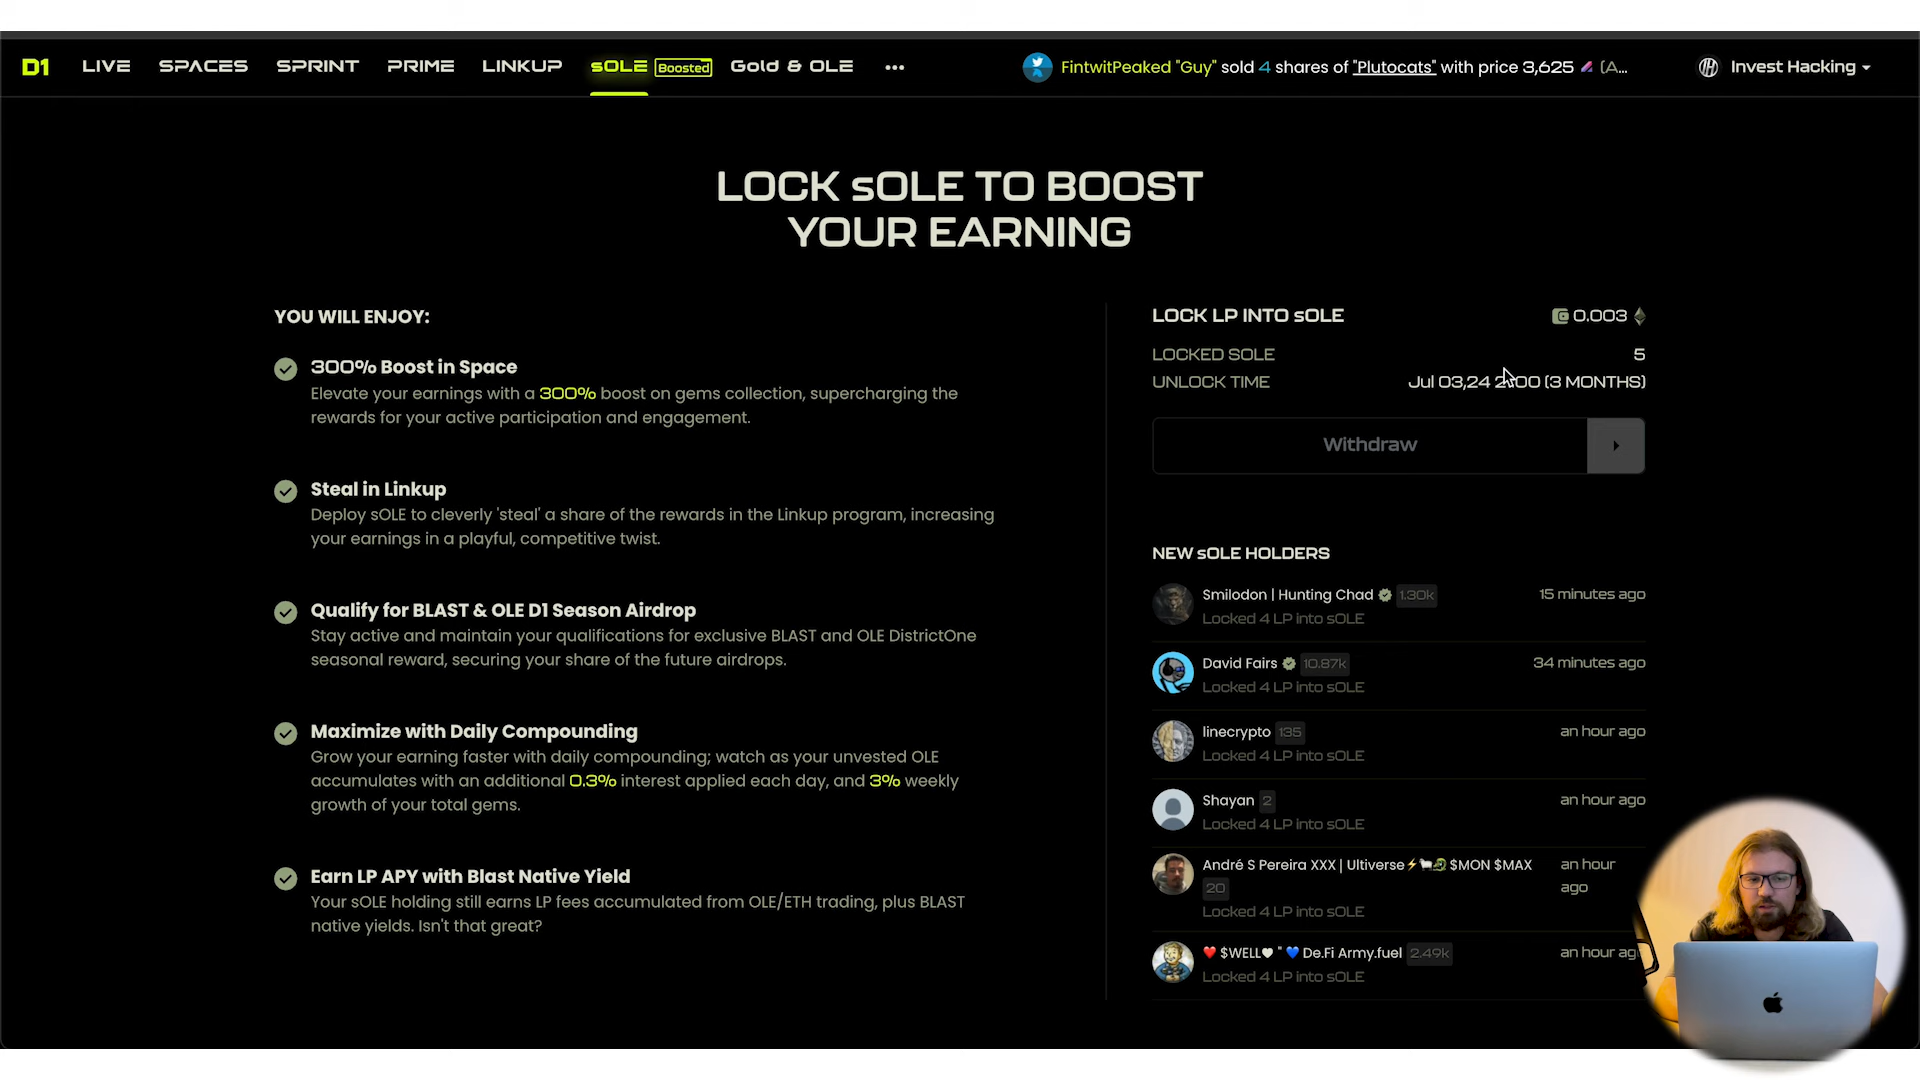 D1 LIVE SPACES SPRINT PRIME LINKUP sOLE Boosted Gold & OLE ••• FintwitPeaked "Guy" sold 4 shares of "Plutocats" with price 3,625 (A... Invest Hacking
LOCK sOLE TO BOOST
YOUR EARNING
YOU WILL ENJOY:
300% Boost in Space
Elevate your earnings with a 300% boost on gems collection, supercharging the
rewards for your active participation and engagement.
Steal in Linkup
Deploy sOLE to cleverly 'steal' a share of the rewards in the Linkup program, increasing
your earnings in a playful, competitive twist.
Qualify for BLAST & OLE D1 Season Airdrop
Stay active and maintain your qualifications for exclusive BLAST and OLE DistrictOne
seasonal reward, securing your share of the future airdrops.
Maximize with Daily Compounding
Grow your earning faster with daily compounding; watch as your unvested OLE
accumulates with an additional 0.3% interest applied each day, and 3% weekly
growth of your total gems.
Earn LP APY with Blast Native Yield
Your sOLE holding still earns LP fees accumulated from OLE/ETH trading, plus BLAST
native yields. Isn't that great?
LOCK LP INTO sOLE 0.003
LOCKED SOLE 5
UNLOCK TIME Jul 03,24 2:00 (3 MONTHS)
Withdraw
NEW sOLE HOLDERS
Smilodon | Hunting Chad 1.30k 15 minutes ago
Locked 4 LP into sOLE
David Fairs 10.87k 34 minutes ago
Locked 4 LP into sOLE
linecrypto 135 an hour ago
Locked 4 LP into sOLE
Shayan 2 an hour ago
Locked 4 LP into sOLE
André S Pereira XXX | Ultiverse⚡🐑🐲 $MON $MAX an hour
20 ago
Locked 4 LP into sOLE
❤️ $WELL🤍 " 💙 De.Fi Army.fuel 2.49k an hour ag
Locked 4 LP into sOLE